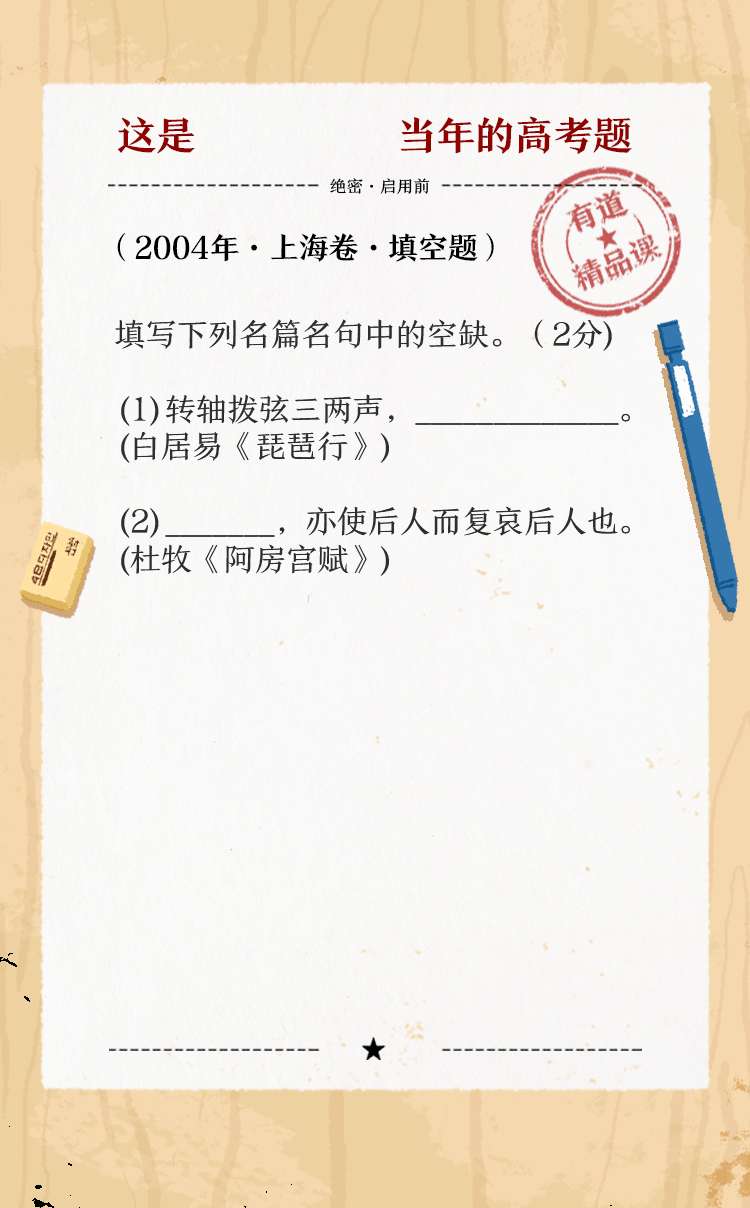 这是 当年的高考题
绝密·启用前
有道
精品课
(2004年·上海卷·填空题)
填写下列名篇名句中的空缺。(2分)
(1)转轴拨弦三两声，_____________。
(白居易《琵琶行》)
(2)_______，亦使后人而复哀后人也。
(杜牧《阿房宫赋》)